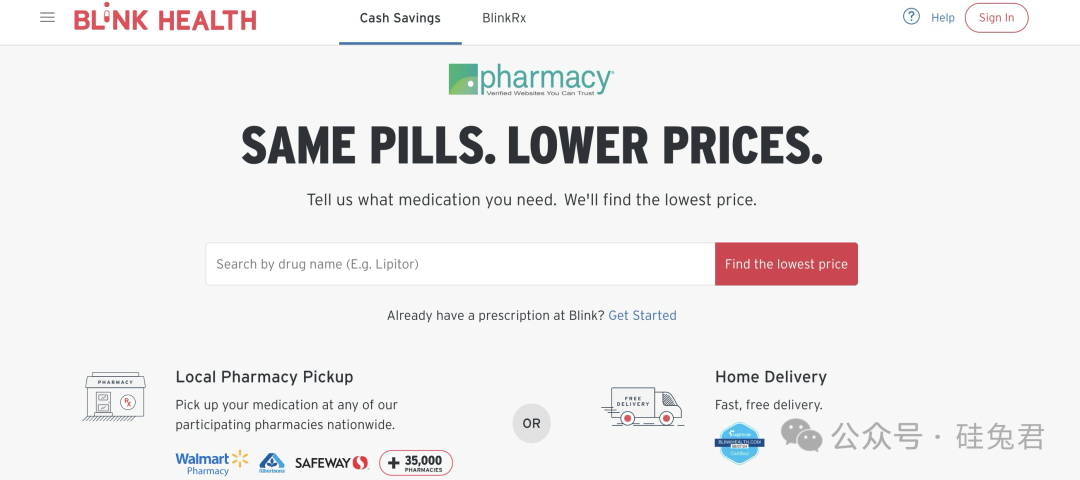 BLINK HEALTH
Cash Savings
BlinkRx
? Help
Sign In
pharmacy
Verified Websites You Can Trust
SAME PILLS. LOWER PRICES.
Tell us what medication you need. We'll find the lowest price.
Search by drug name (E.g. Lipitor)
Find the lowest price
Already have a prescription at Blink? Get Started
PHARMACY
Local Pharmacy Pickup
Pick up your medication at any of our
participating pharmacies nationwide.
Walmart
Pharmacy
Albertsons
SAFEWAY
+ 35,000
PHARMACIES
OR
FREE
DELIVERY
Home Delivery
Fast, free delivery.
BLINKHEALTH.COM
Certified
公众号 · 硅兔君